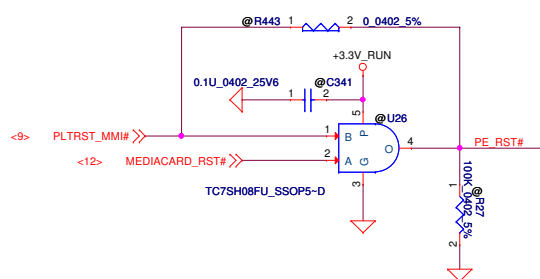 @R443 1 2 0_0402_5%
+3.3V_RUN
0.1U_0402_25V6 @C341
1 2
5
@U26
<9> PLTRST_MMI# 1 B P
O 4 PE_RST#
<12> MEDIACARD_RST# 2 A G
3
TC7SH08FU_SSOP5~D
1
100K_0402_5%
@R27
2